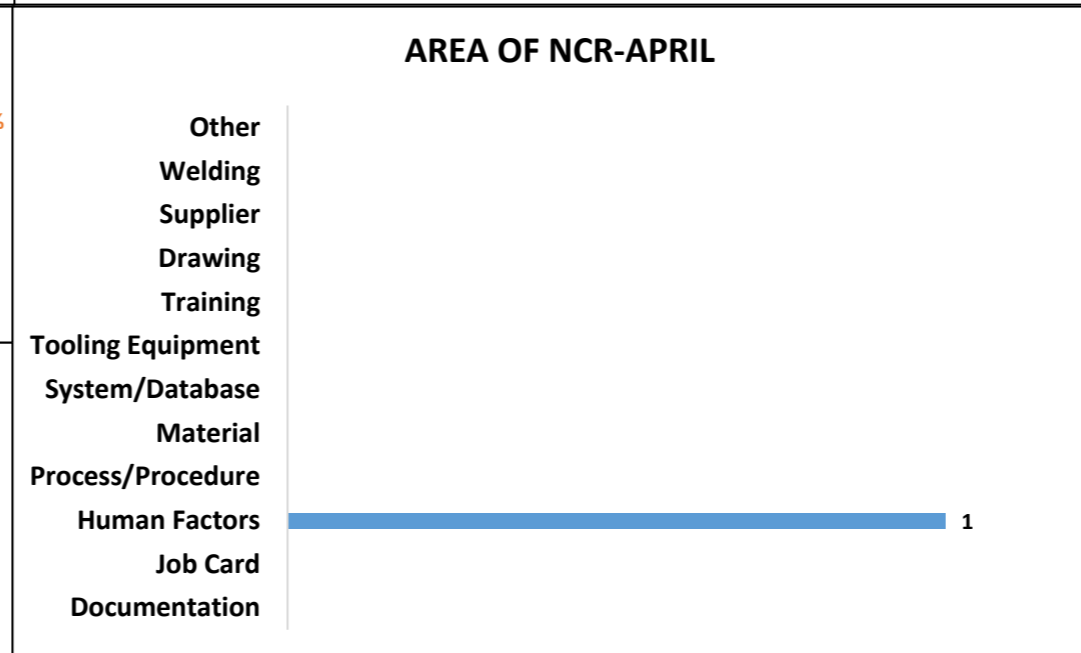 AREA OF NCR-APRIL
%
Other
Welding
Supplier
Drawing
Training
Tooling Equipment
System/Database
Material
Process/Procedure
Human Factors 1
Job Card
Documentation